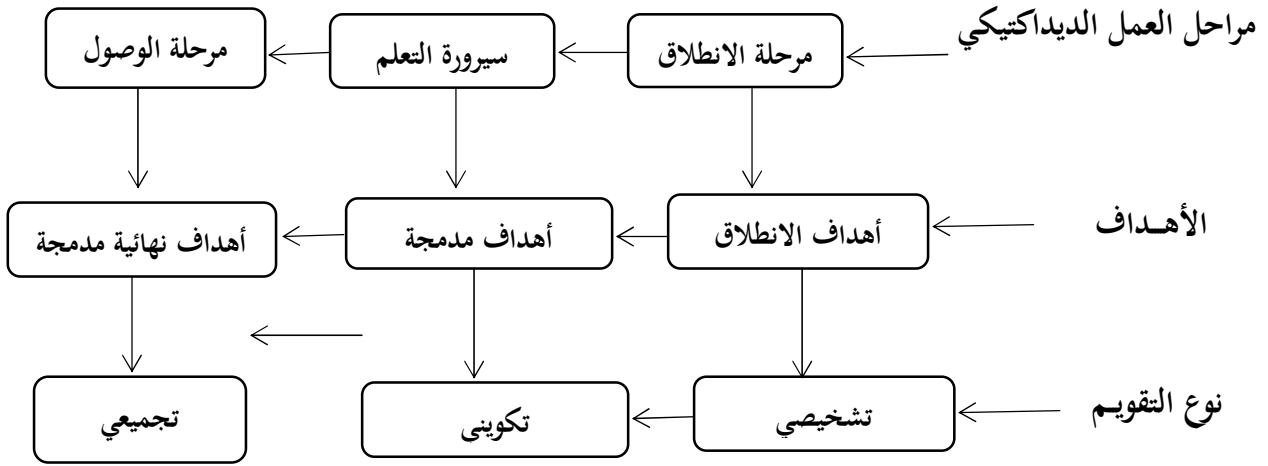 مراحل العمل الديداكتيكي
مرحلة الانطلاق
سيرورة التعلم
مرحلة الوصول
الأهـداف
أهداف الانطلاق
أهداف مدمجة
أهداف نهائية مدمجة
نوع التقويـم
تشخيصي
تكوينى
تجميعي